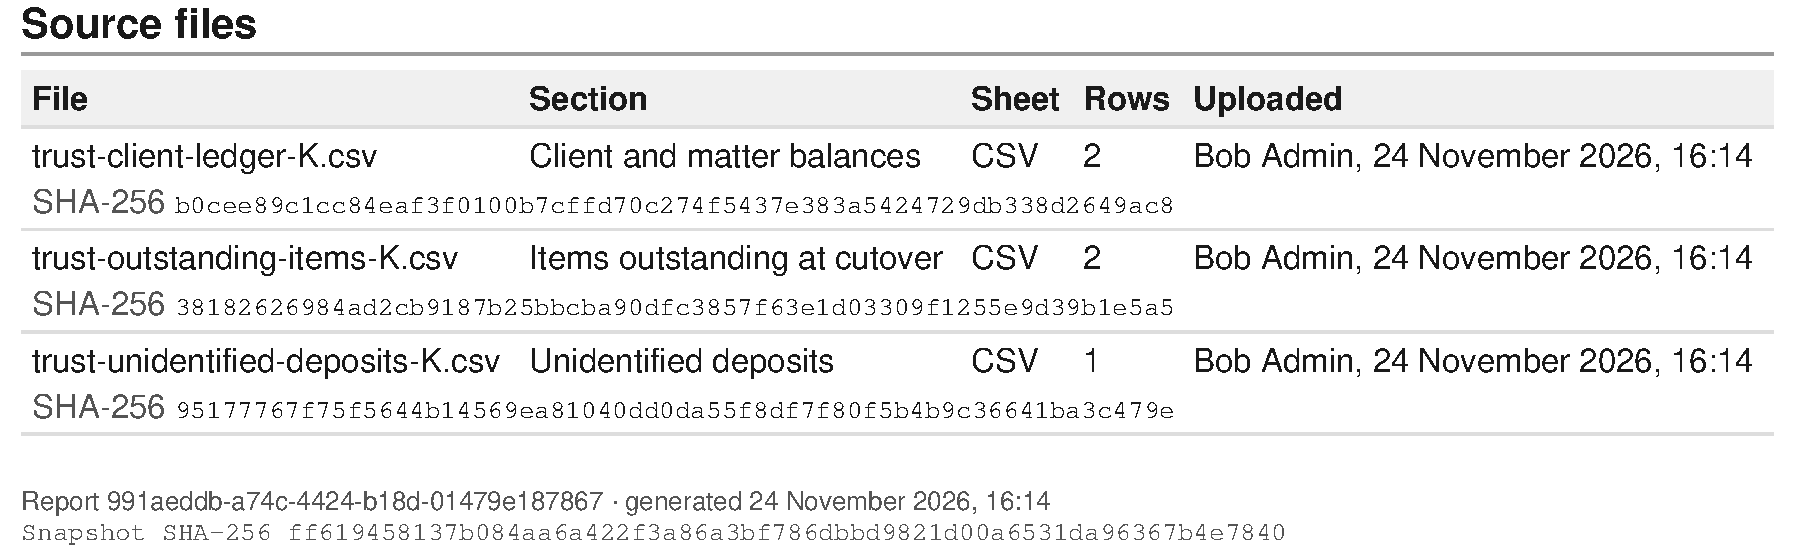 Source files
File Section Sheet Rows Uploaded
trust-client-ledger-K.csv Client and matter balances CSV 2 Bob Admin, 24 November 2026, 16:14
SHA-256 b0cee89c1cc84eaf3f0100b7cffd70c274f5437e383a5424729db338d2649ac8
trust-outstanding-items-K.csv Items outstanding at cutover CSV 2 Bob Admin, 24 November 2026, 16:14
SHA-256 38182626984ad2cb9187b25bbcba90dfc3857f63e1d03309f1255e9d39b1e5a5
trust-unidentified-deposits-K.csv Unidentified deposits CSV 1 Bob Admin, 24 November 2026, 16:14
SHA-256 95177767f75f5644b14569ea81040dd0da55f8df7f80f5b4b9c36641ba3c479e
Report 991aeddb-a74c-4424-b18d-01479e187867 · generated 24 November 2026, 16:14
Snapshot SHA-256 ff619458137b084aa6a422f3a86a3bf786dbbd9821d00a6531da96367b4e7840